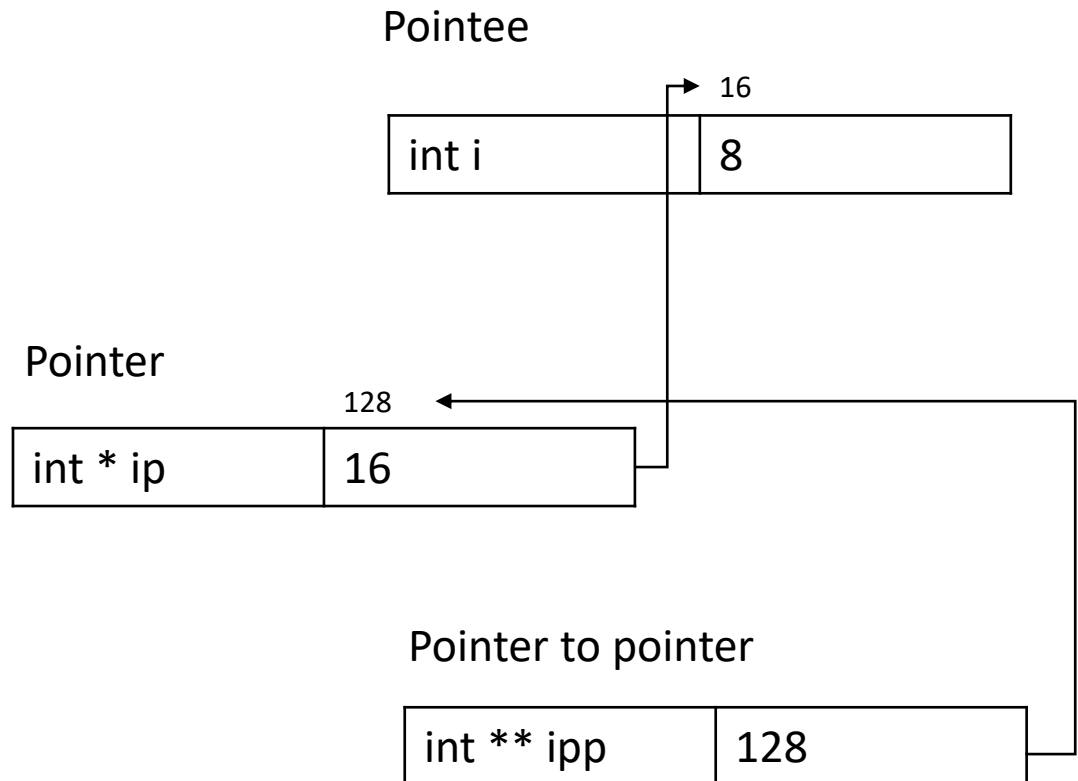 Pointee
16
int i 8
Pointer
128
int * ip 16
Pointer to pointer
int ** ipp 128